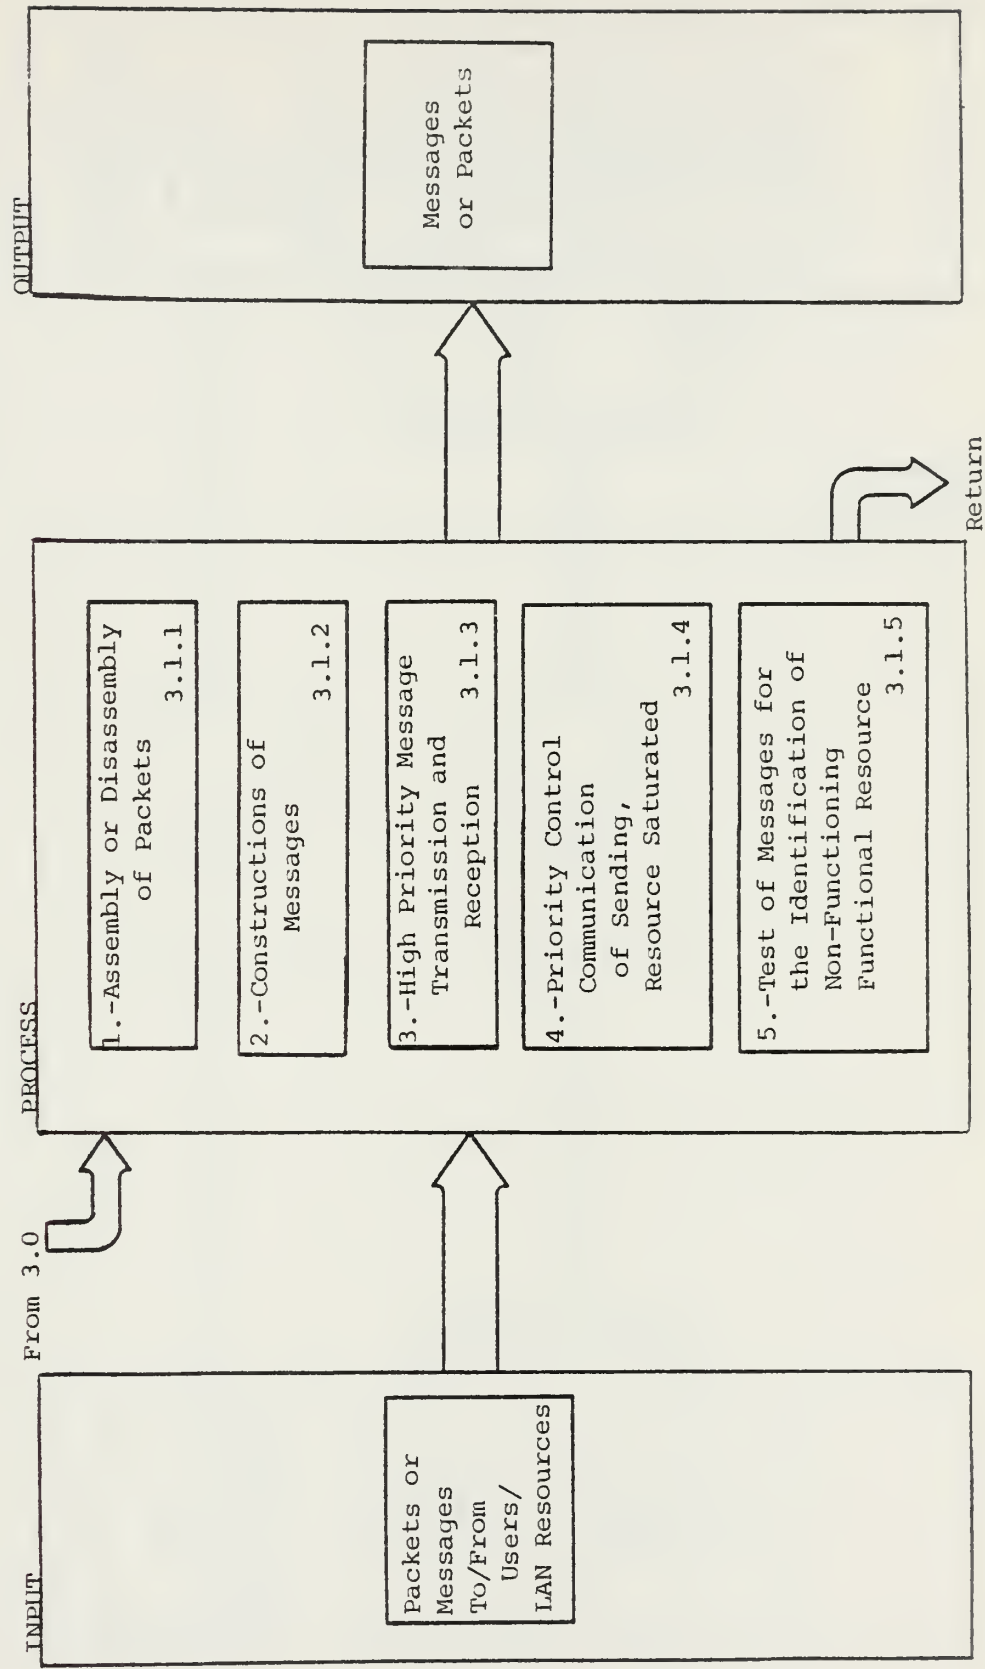 INPUT
Packets or
Messages
To/From
Users/
LAN Resources
From 3.0
PROCESS
1.-Assembly or Disassembly
of Packets
3.1.1
2.-Constructions of
Messages
3.1.2
3.-High Priority Message
Transmission and
Reception 3.1.3
4.-Priority Control
Communication
of Sending,
Resource Saturated
3.1.4
5.-Test of Messages for
the Identification of
Non-Functioning
Functional Resource
3.1.5
Return
OUTPUT
Messages
or Packets